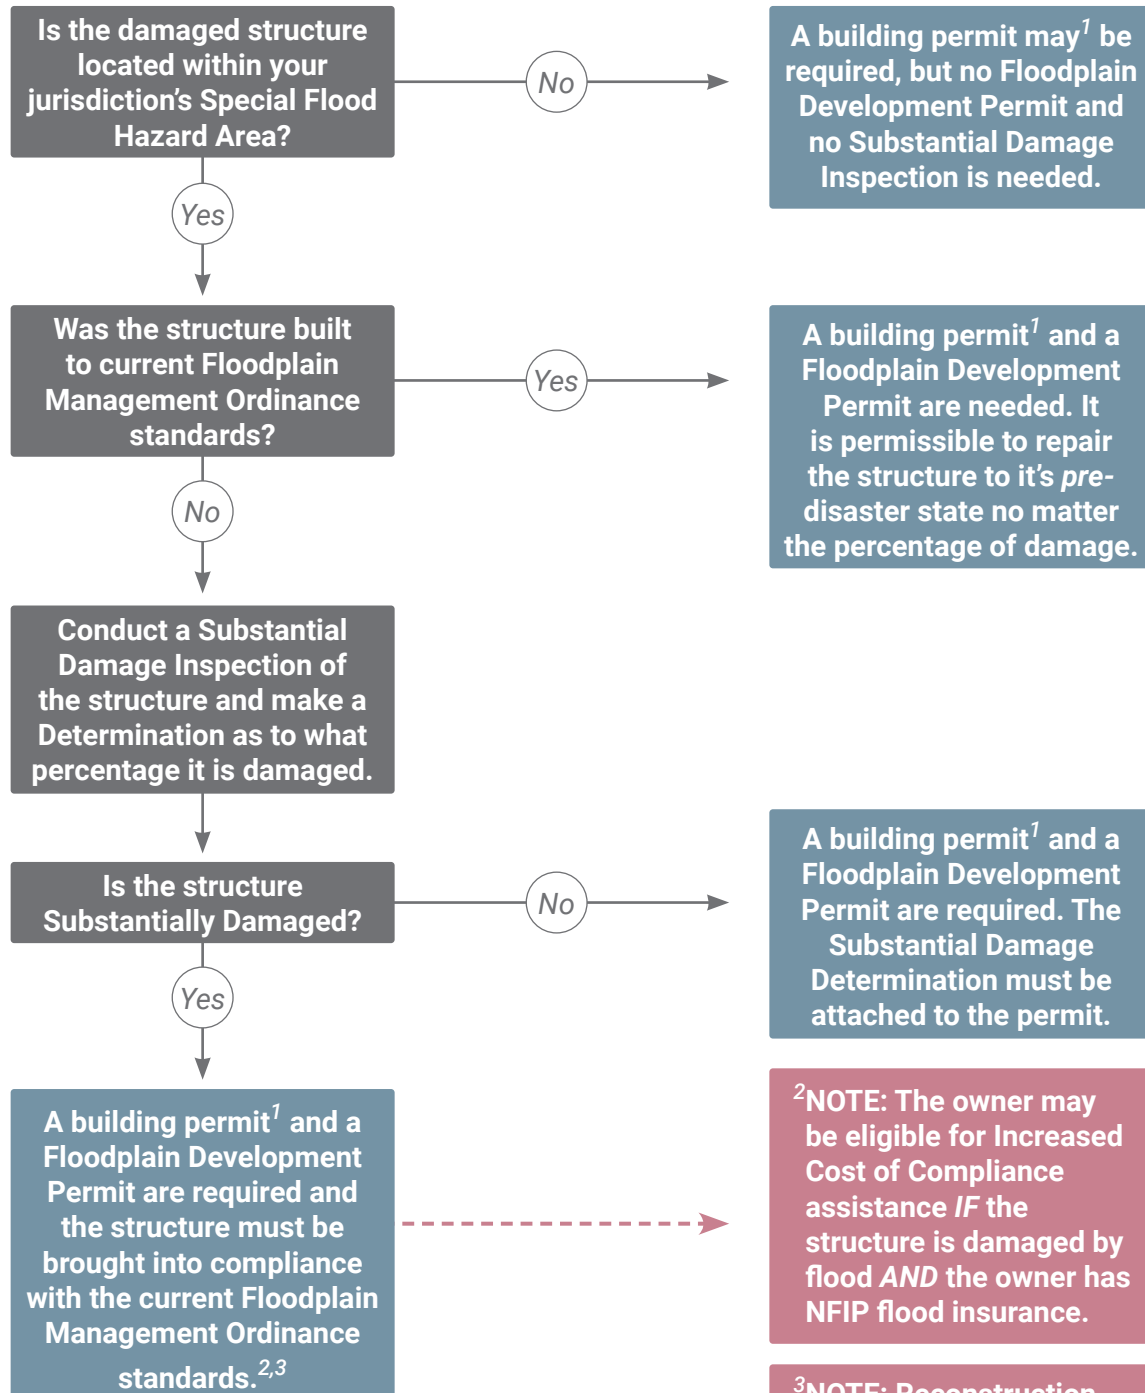 Is the damaged structure
located within your
jurisdiction's Special Flood
Hazard Area?
No
A building permit may¹ be
required, but no Floodplain
Development Permit and
no Substantial Damage
Inspection is needed.
Yes
Was the structure built
to current Floodplain
Management Ordinance
standards?
Yes
A building permit¹ and a
Floodplain Development
Permit are needed. It
is permissible to repair
the structure to it's pre-
disaster state no matter
the percentage of damage.
No
Conduct a Substantial
Damage Inspection of
the structure and make a
Determination as to what
percentage it is damaged.
Is the structure
Substantially Damaged?
No
A building permit¹ and a
Floodplain Development
Permit are required. The
Substantial Damage
Determination must be
attached to the permit.
Yes
A building permit¹ and a
Floodplain Development
Permit are required and
the structure must be
brought into compliance
with the current Floodplain
Management Ordinance
standards.²,³
²NOTE: The owner may
be eligible for Increased
Cost of Compliance
assistance IF the
structure is damaged by
flood AND the owner has
NFIP flood insurance.
³NOTE: Reconstruction